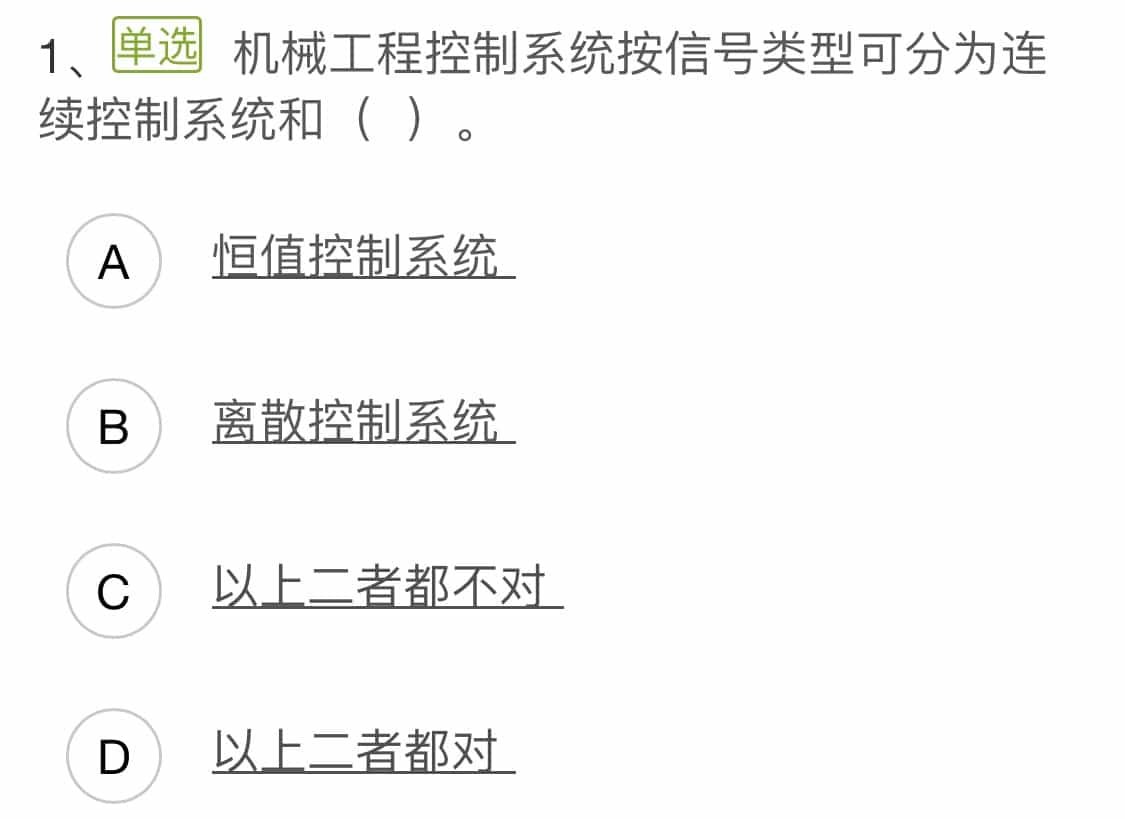 1、 单选 机械工程控制系统按信号类型可分为连
续控制系统和（ ）。
A 恒值控制系统
B 离散控制系统
C 以上二者都不对
D 以上二者都对